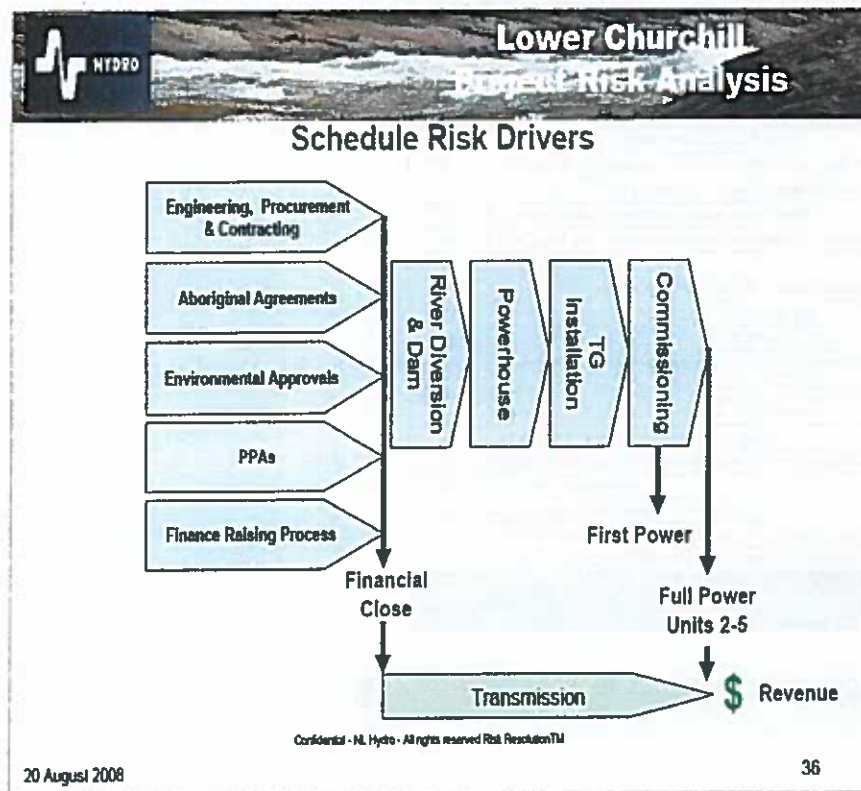 HYDRO
Lower Churchill
Project Risk Analysis
Schedule Risk Drivers
Engineering, Procurement
& Contracting
Aboriginal Agreements
Environmental Approvals
PPAs
Finance Raising Process
River Diversion
& Dam
Powerhouse
TG
Installation
Commissioning
First Power
Financial
Close
Full Power
Units 2-5
Transmission
$ Revenue
Confidential - NL Hydro - All rights reserved Risk ResolutionTM
20 August 2008
36